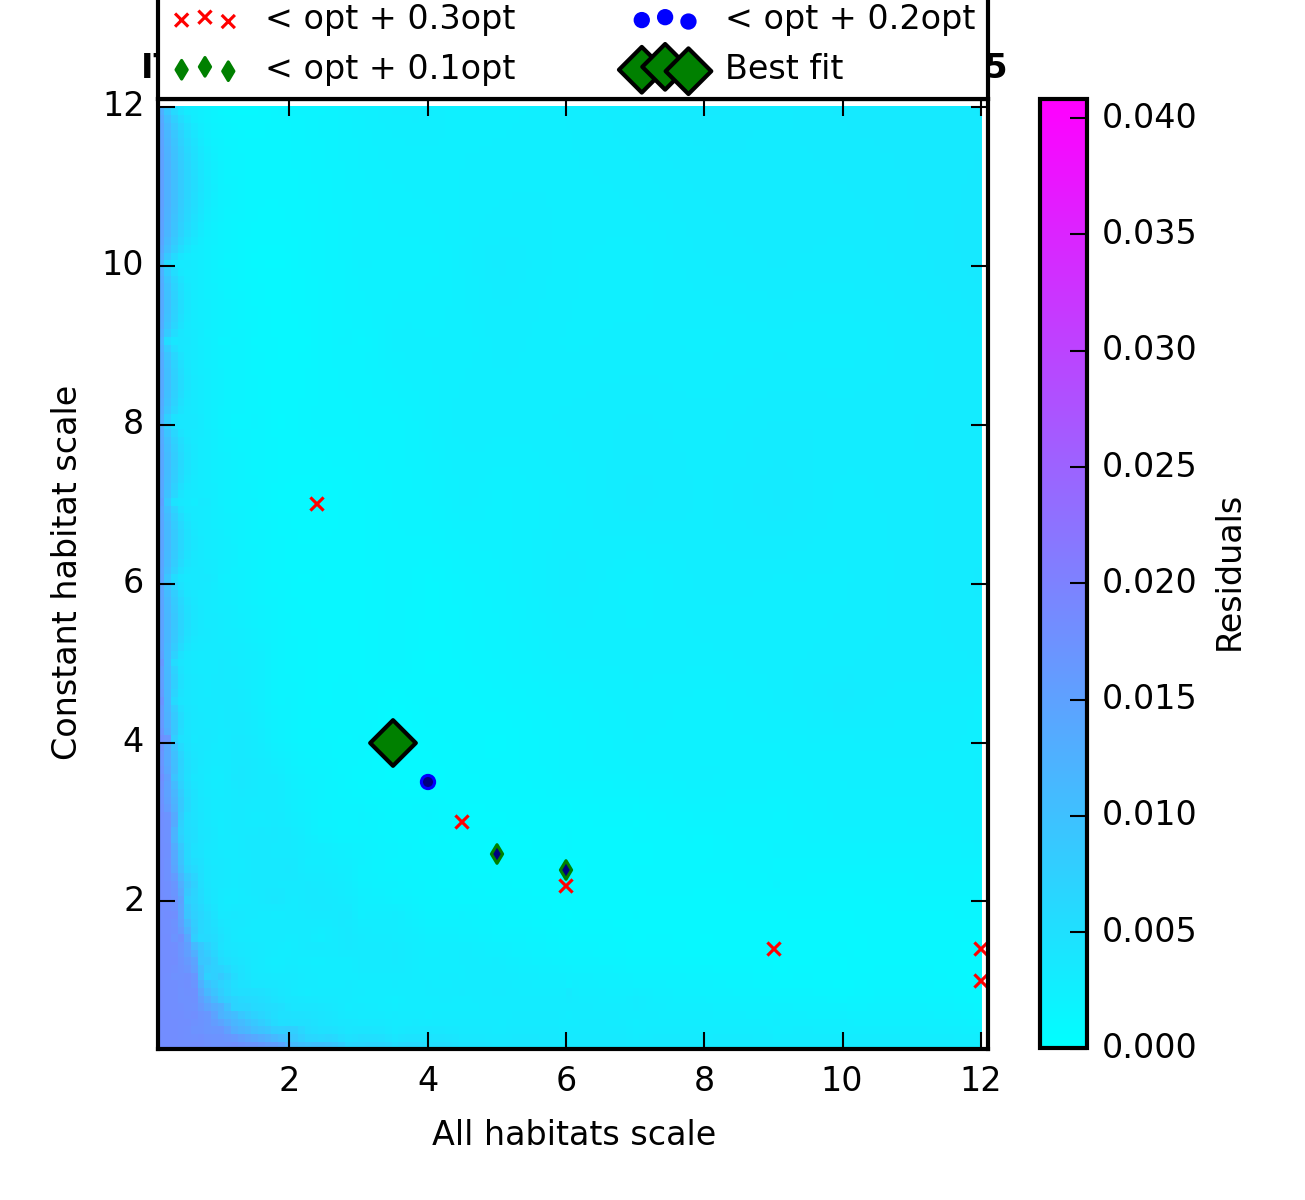 < opt + 0.3opt
< opt + 0.2opt
< opt + 0.1opt
Best fit
5
12
10
8
6
4
2
Constant habitat scale
2 4 6 8 10 12
All habitats scale
0.040
0.035
0.030
0.025
0.020
0.015
0.010
0.005
0.000
Residuals